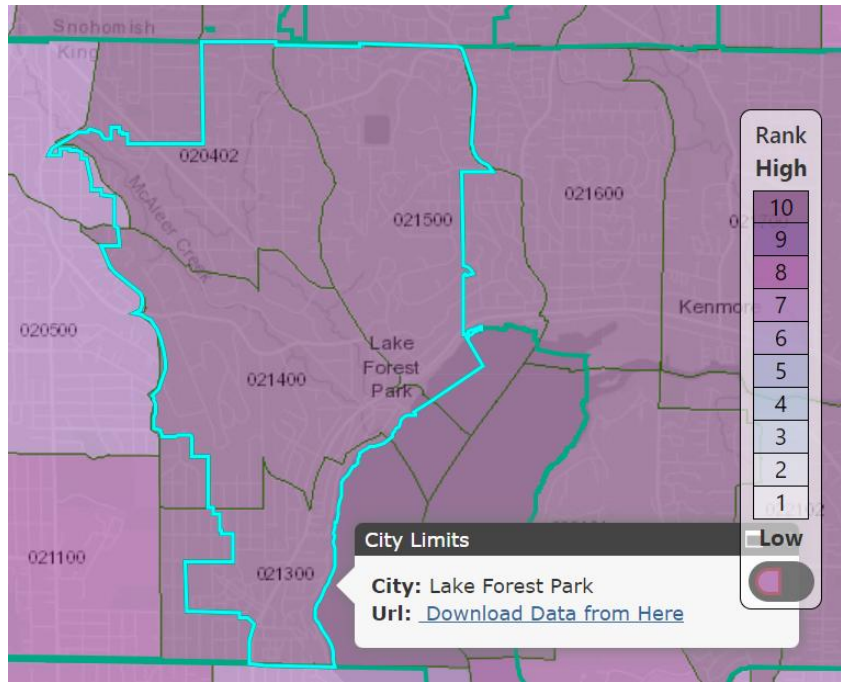 Snohomish
King
020402
McAleer Creek
021500
021600
Kenmore
020500
Lake
Forest
Park
021400
021100
021300
Rank
High
10
9
8
7
6
5
4
3
2
1
Low
City Limits
City: Lake Forest Park
Url: Download Data from Here